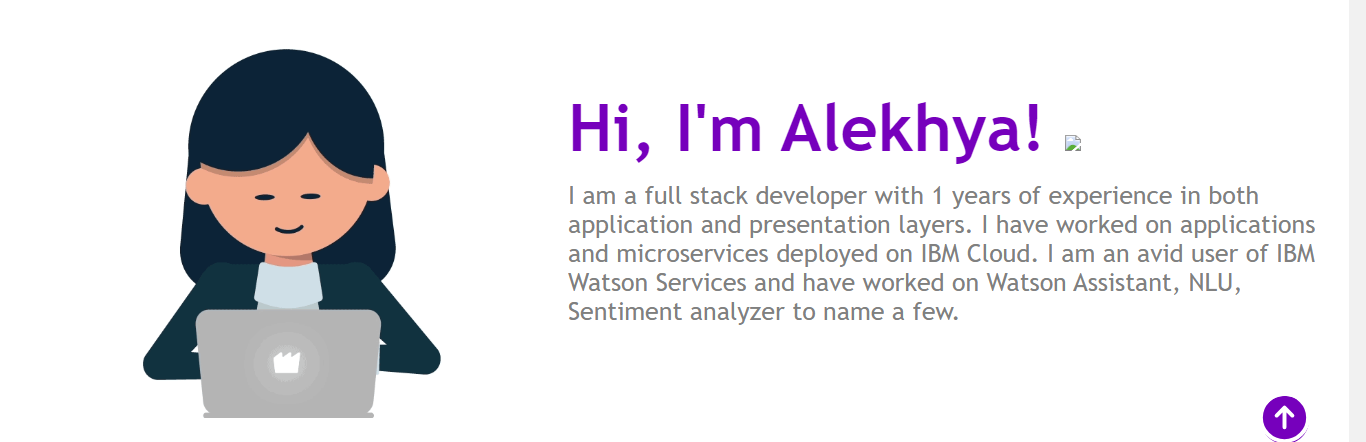 Hi, I'm Alekhya!
I am a full stack developer with 1 years of experience in both
application and presentation layers. I have worked on applications
and microservices deployed on IBM Cloud. I am an avid user of IBM
Watson Services and have worked on Watson Assistant, NLU,
Sentiment analyzer to name a few.